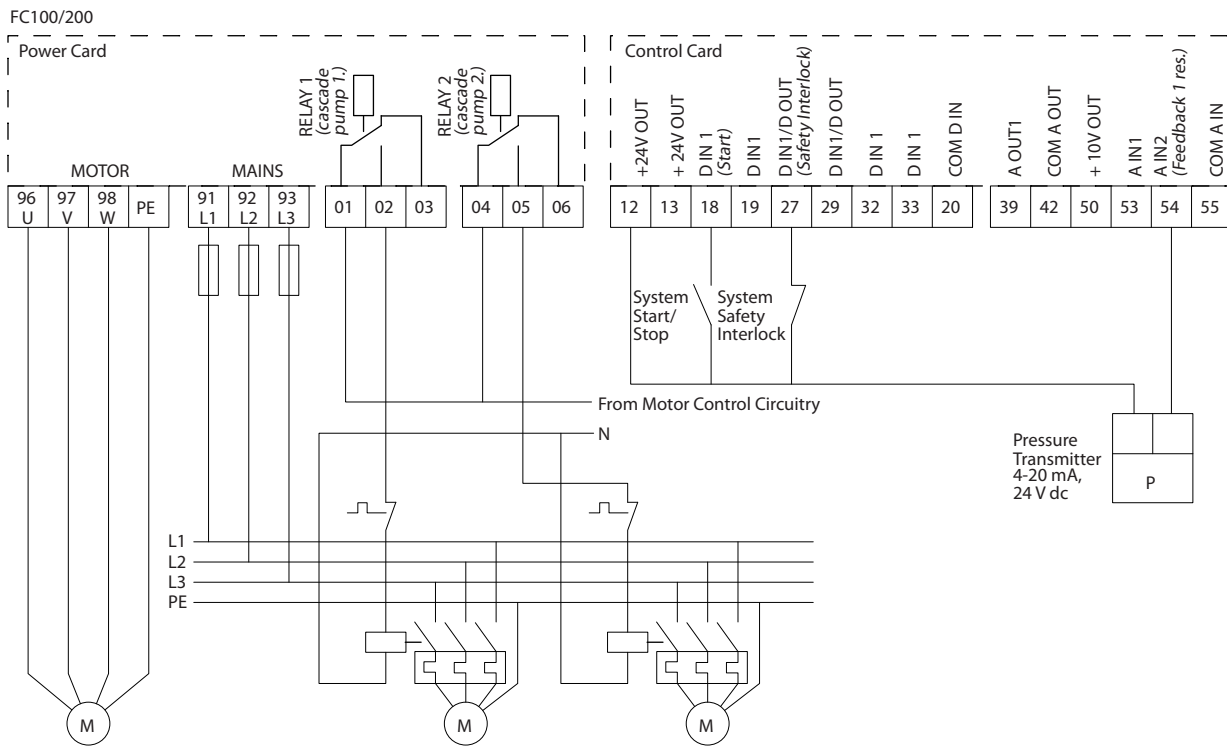 FC100/200
Power Card
Control Card
RELAY 1
(cascade
pump 1.)
RELAY 2
(cascade
pump 2.)
+24V OUT
+ 24V OUT
D IN 1
(Start)
D IN1
D IN1/D OUT
(Safety Interlock)
D IN1/D OUT
D IN 1
D IN 1
COM D IN
A OUT1
COM A OUT
+ 10V OUT
A IN1
A IN2
(Feedback 1 res.)
COM A IN
MOTOR
MAINS
96 97 98 PE 91 92 93 01 02 03 04 05 06 12 13 18 19 27 29 32 33 20 39 42 50 53 54 55
U V W L1 L2 L3
System
Start/
Stop
System
Safety
Interlock
From Motor Control Circuitry
N
Pressure
Transmitter
4-20 mA,
24 V dc
P
L1
L2
L3
PE
M M M